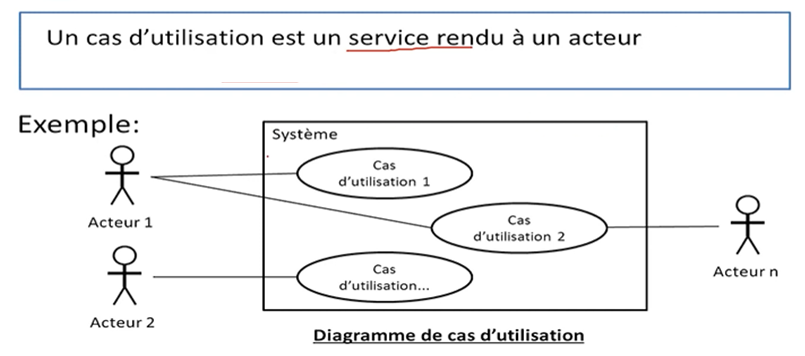 Un cas d’utilisation est un service rendu à un acteur
Exemple:
Système
Cas
d’utilisation 1
Acteur 1
Cas
d’utilisation 2
Acteur n
Cas
d’utilisation...
Acteur 2
Diagramme de cas d’utilisation